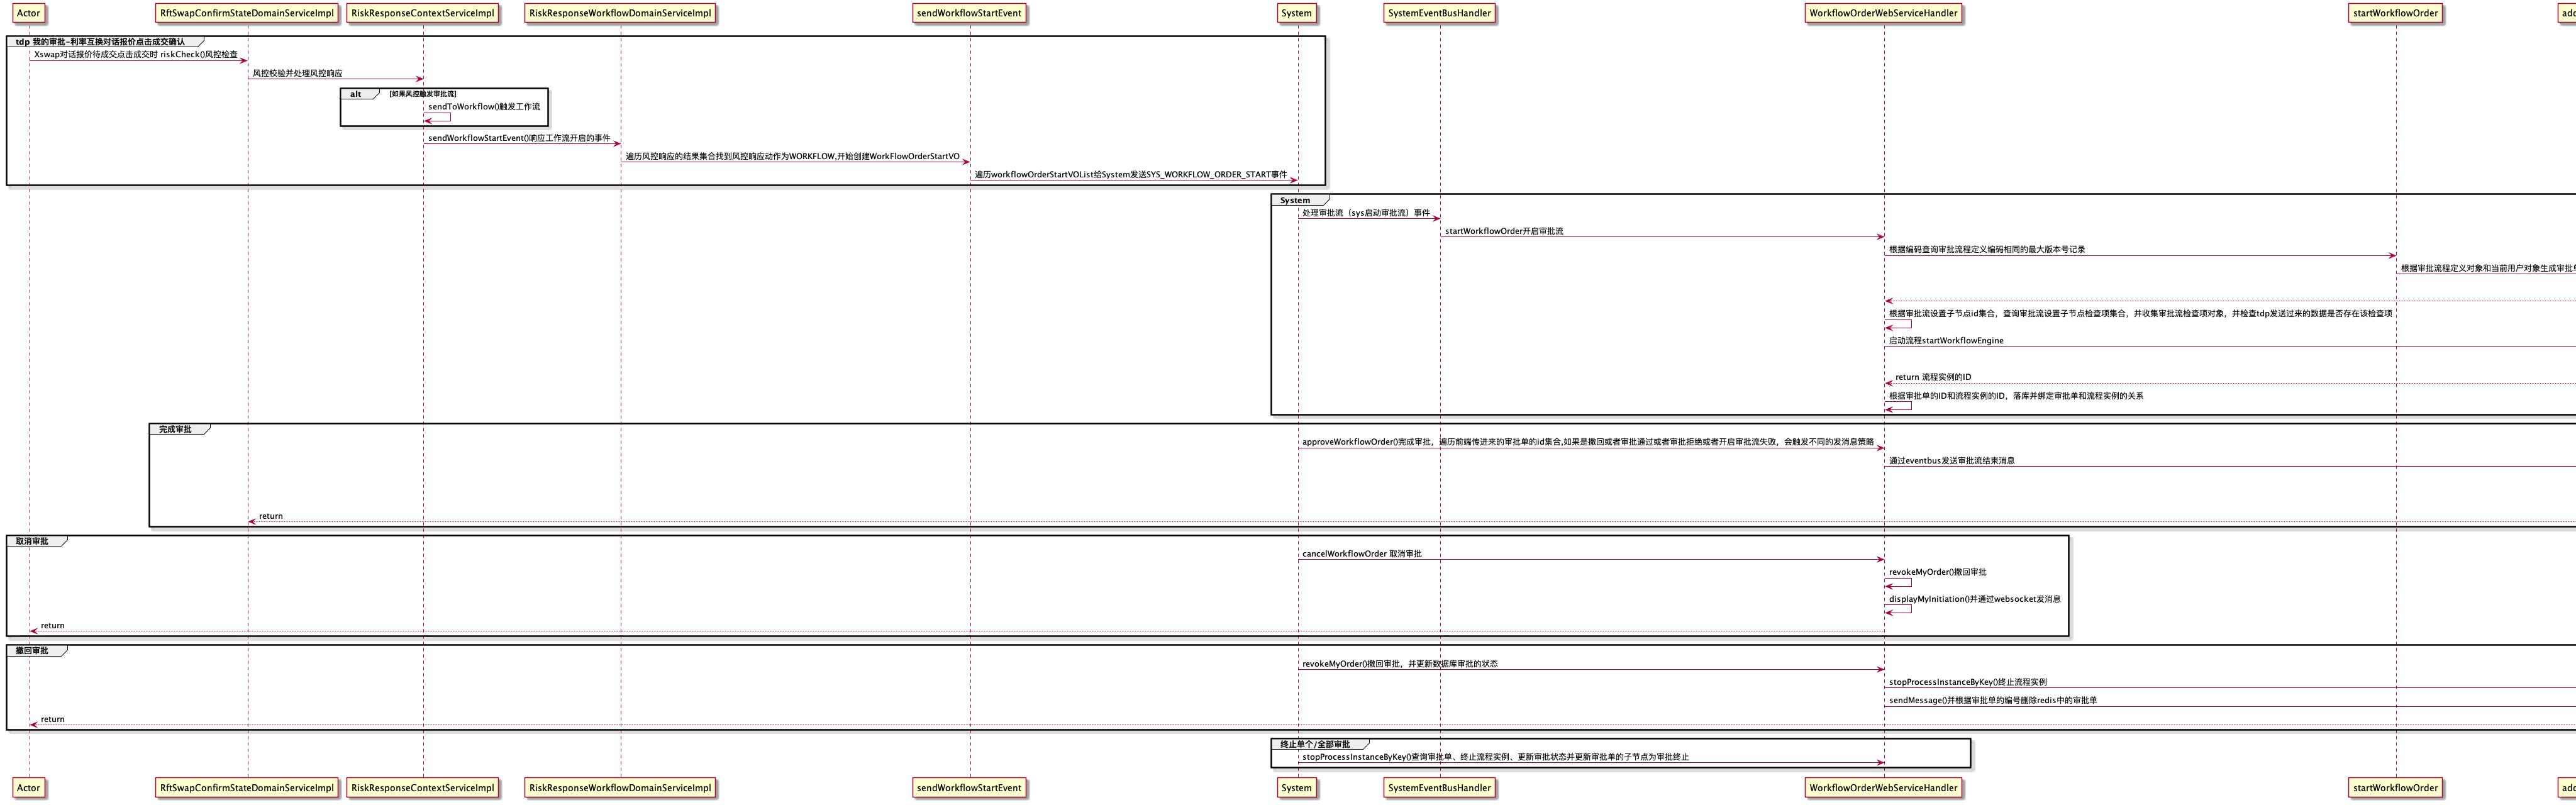 Actor
RftSwapConfirmStateDomainServiceImpl
RiskResponseContextServiceImpl
RiskResponseWorkflowDomainServiceImpl
sendWorkflowStartEvent
System
SystemEventBusHandler
WorkflowOrderWebServiceHandler
startWorkflowOrder
tdp 我的审批-利率互换对话报价点击成交确认
Xswap对话报价待成交点击成交时 riskCheck()风控检查
风控校验并处理风控响应
alt [如果风控触发审批流]
sendToWorkflow()触发工作流
sendWorkflowStartEvent()响应工作流开启的事件
遍历风控响应的结果集合找到风控响应动作为WORKFLOW,开始创建WorkFlowOrderStartVO
遍历workflowOrderStartVOList给System发送SYS_WORKFLOW_ORDER_START事件
System
处理审批流（sys启动审批流）事件
startWorkflowOrder开启审批流
根据编码查询审批流程定义编码相同的最大版本号记录
根据审批流程定义对象和当前用户对象生成审批
根据审批流设置子节点id集合，查询审批流设置子节点检查项集合，并收集审批流检查项对象，并检查tdp发送过来的数据是否存在该检查项
启动流程startWorkflowEngine
return 流程实例的ID
根据审批单的ID和流程实例的ID，落库并绑定审批单和流程实例的关系
完成审批
approveWorkflowOrder()完成审批，遍历前端传进来的审批单的id集合,如果是撤回或者审批通过或者审批拒绝或者开启审批流失败，会触发不同的发消息策略
通过eventbus发送审批流结束消息
return
取消审批
cancelWorkflowOrder 取消审批
revokeMyOrder()撤回审批
displayMyInitiation()并通过websocket发消息
return
撤回审批
revokeMyOrder()撤回审批，并更新数据库审批的状态
stopProcessInstanceByKey()终止流程实例
sendMessage()并根据审批单的编号删除redis中的审批单
return
终止单个/全部审批
stopProcessInstanceByKey()查询审批单、终止流程实例、更新审批状态并更新审批单的子节点为审批终止
Actor
RftSwapConfirmStateDomainServiceImpl
RiskResponseContextServiceImpl
RiskResponseWorkflowDomainServiceImpl
sendWorkflowStartEvent
System
SystemEventBusHandler
WorkflowOrderWebServiceHandler
startWorkflowOrder